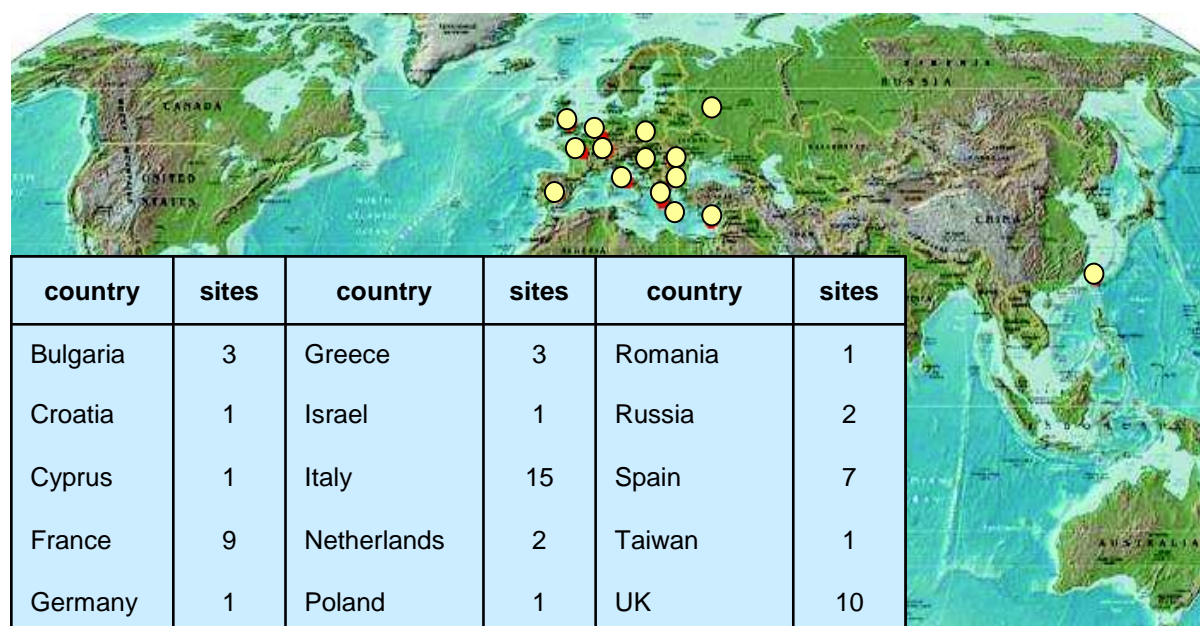 RUSSIA
CANADA
UNITED
STATES
CHINA
country sites country sites country sites
Bulgaria 3 Greece 3 Romania 1
Croatia 1 Israel 1 Russia 2
Cyprus 1 Italy 15 Spain 7
France 9 Netherlands 2 Taiwan 1
AUSTRALIA
Germany 1 Poland 1 UK 10